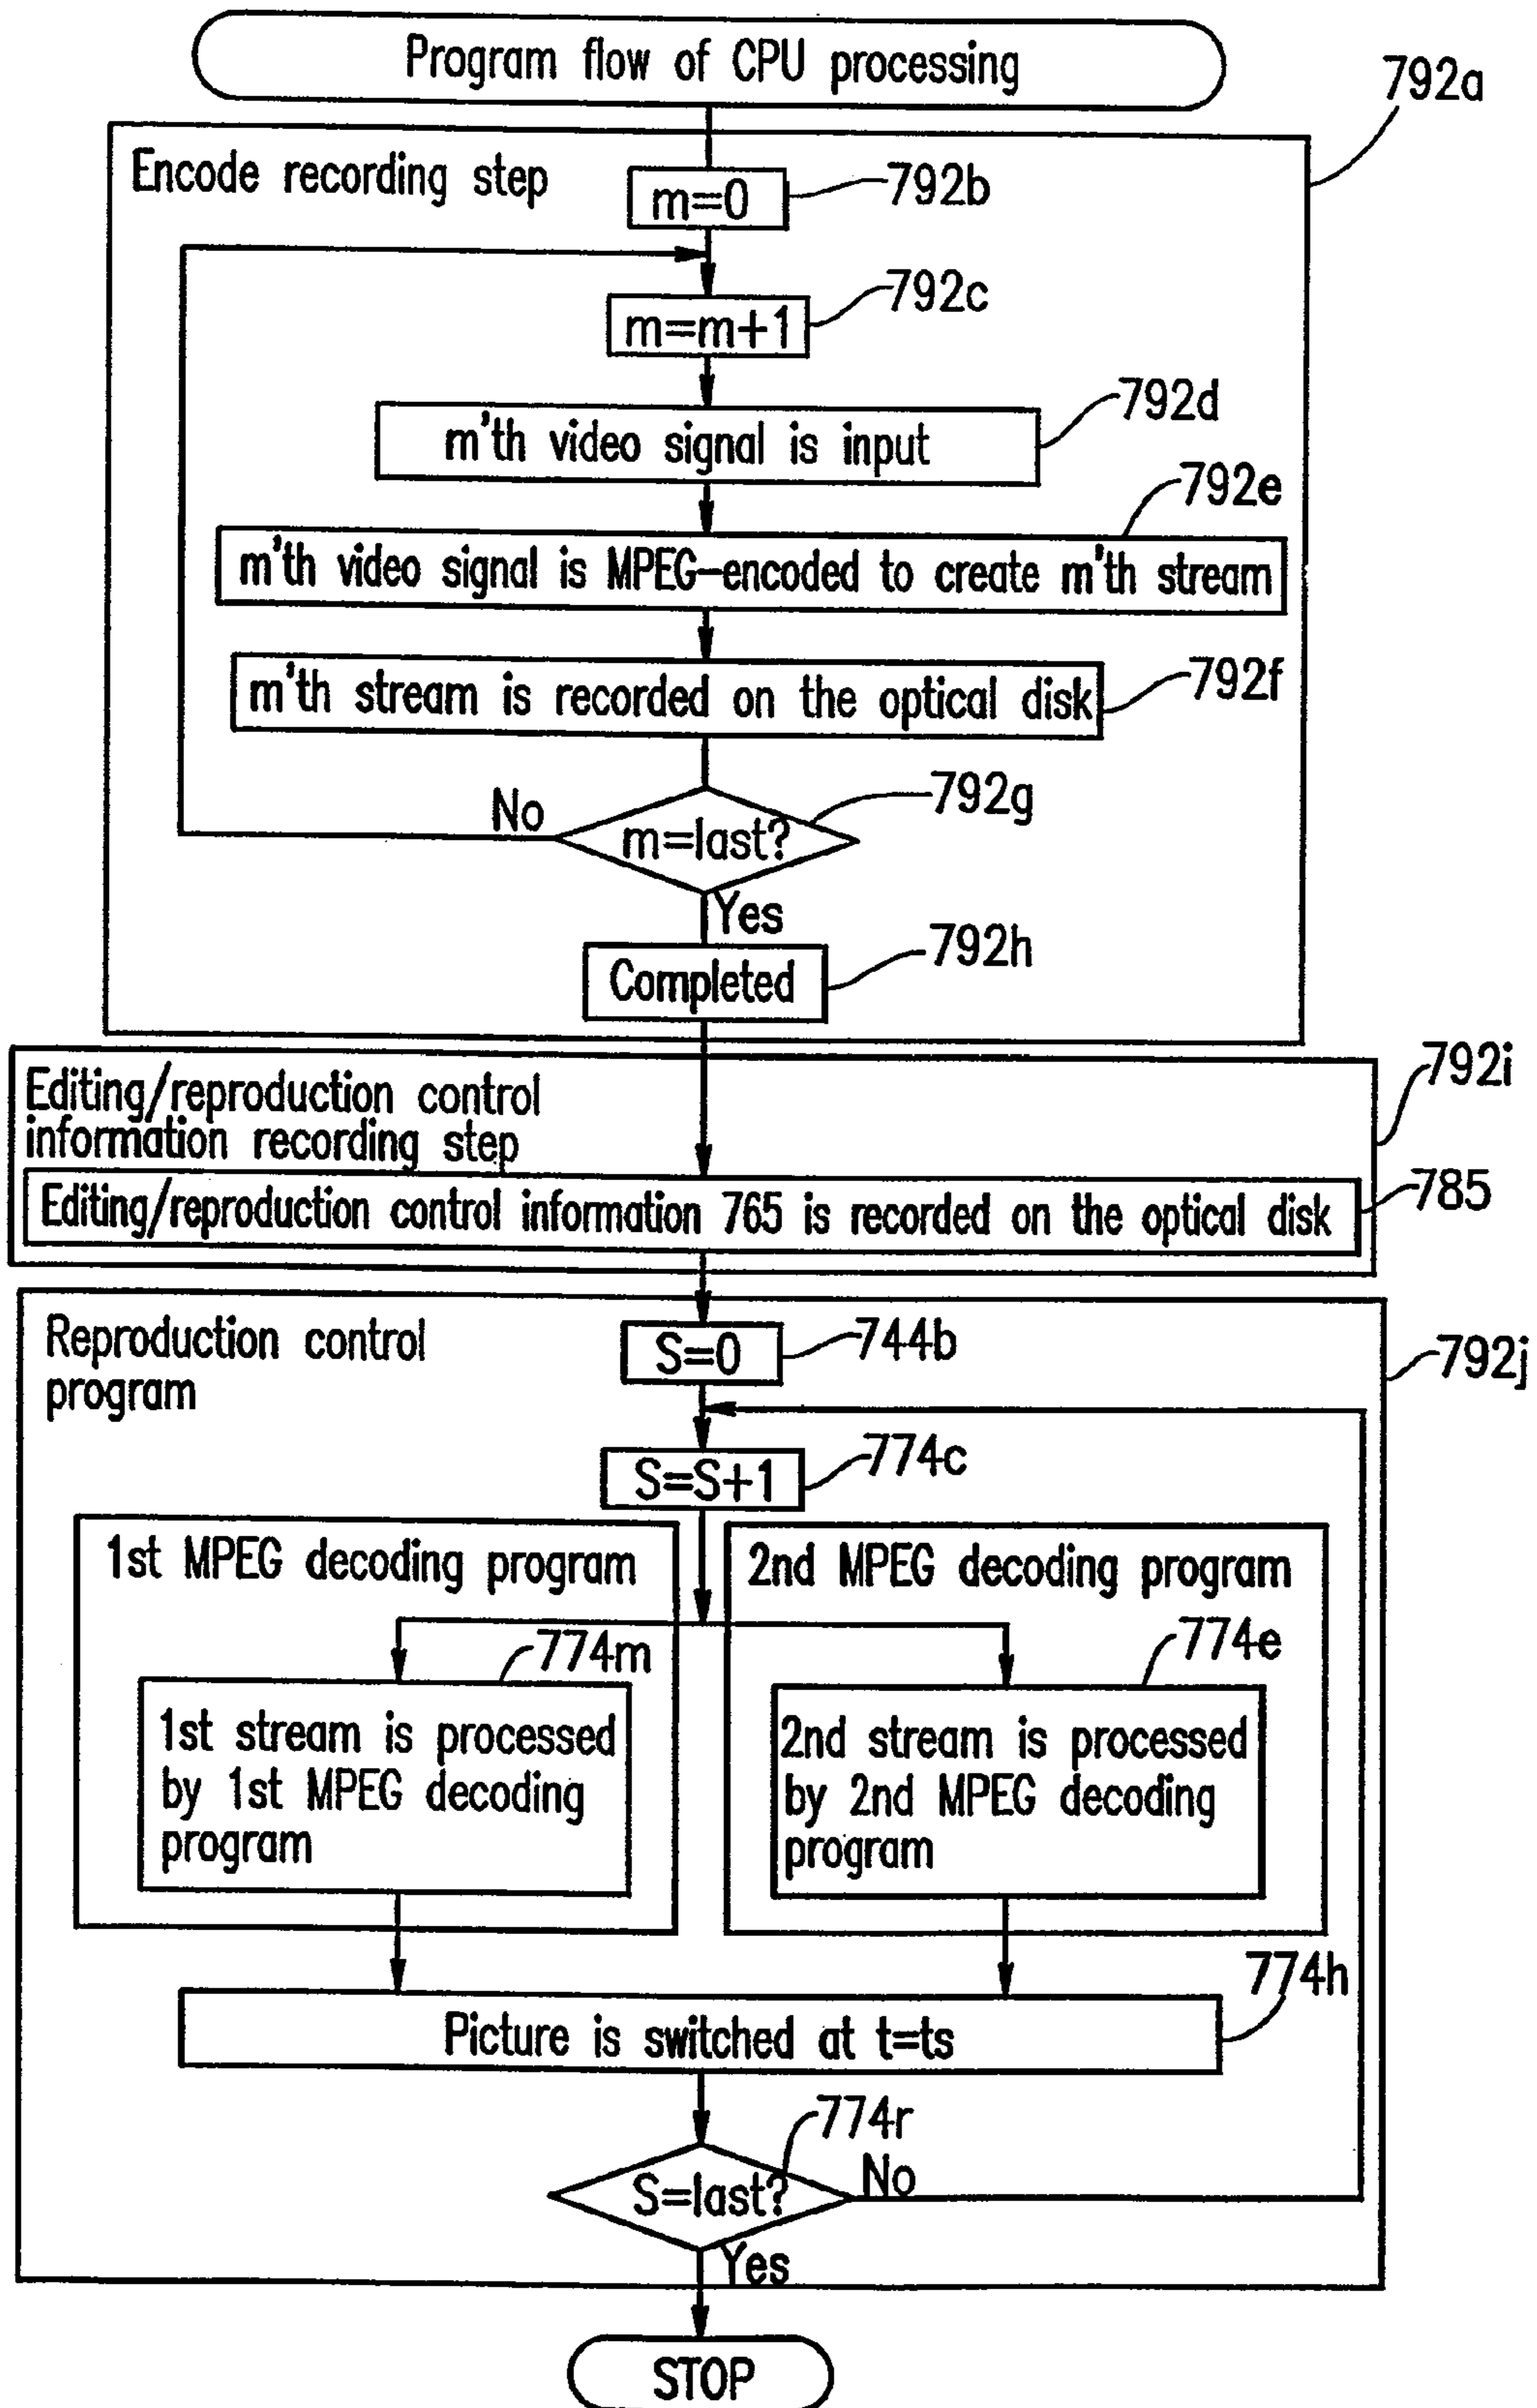 Program flow of CPU processing
792a
Encode recording step
m=0
792b
m=m+1
792c
m'th video signal is input
792d
792e
m'th video signal is MPEG-encoded to create m'th stream
m'th stream is recorded on the optical disk
792f
No
m=last?
792g
Yes
Completed
792h
792i
Editing/reproduction control
information recording step
Editing/reproduction control information 765 is recorded on the optical disk
785
Reproduction control
program
S=0
744b
792j
S=S+1
774c
1st MPEG decoding program
774m
1st stream is processed
by 1st MPEG decoding
program
2nd MPEG decoding program
774e
2nd stream is processed
by 2nd MPEG decoding
program
774h
Picture is switched at t=ts
774r
S=last?
No
Yes
STOP